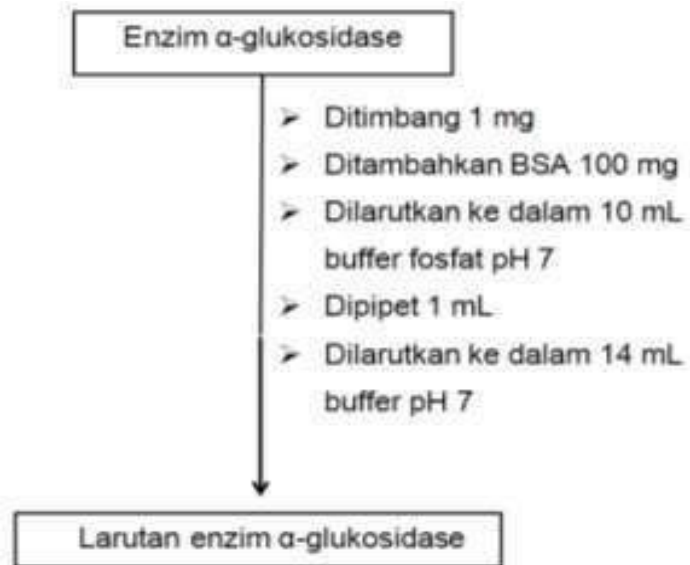 Enzim α-glukosidase
➢ Ditimbang 1 mg
➢ Ditambahkan BSA 100 mg
➢ Dilarutkan ke dalam 10 mL
buffer fosfat pH 7
➢ Dipipet 1 mL
➢ Dilarutkan ke dalam 14 mL
buffer pH 7
Larutan enzim α-glukosidase